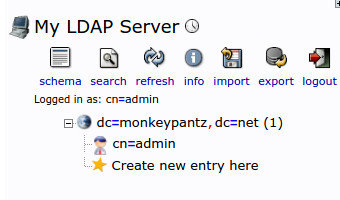 My LDAP Server
schema search refresh info import export logout
Logged in as: cn=admin
dc=monkeypantz, dc=net (1)
cn=admin
Create new entry here